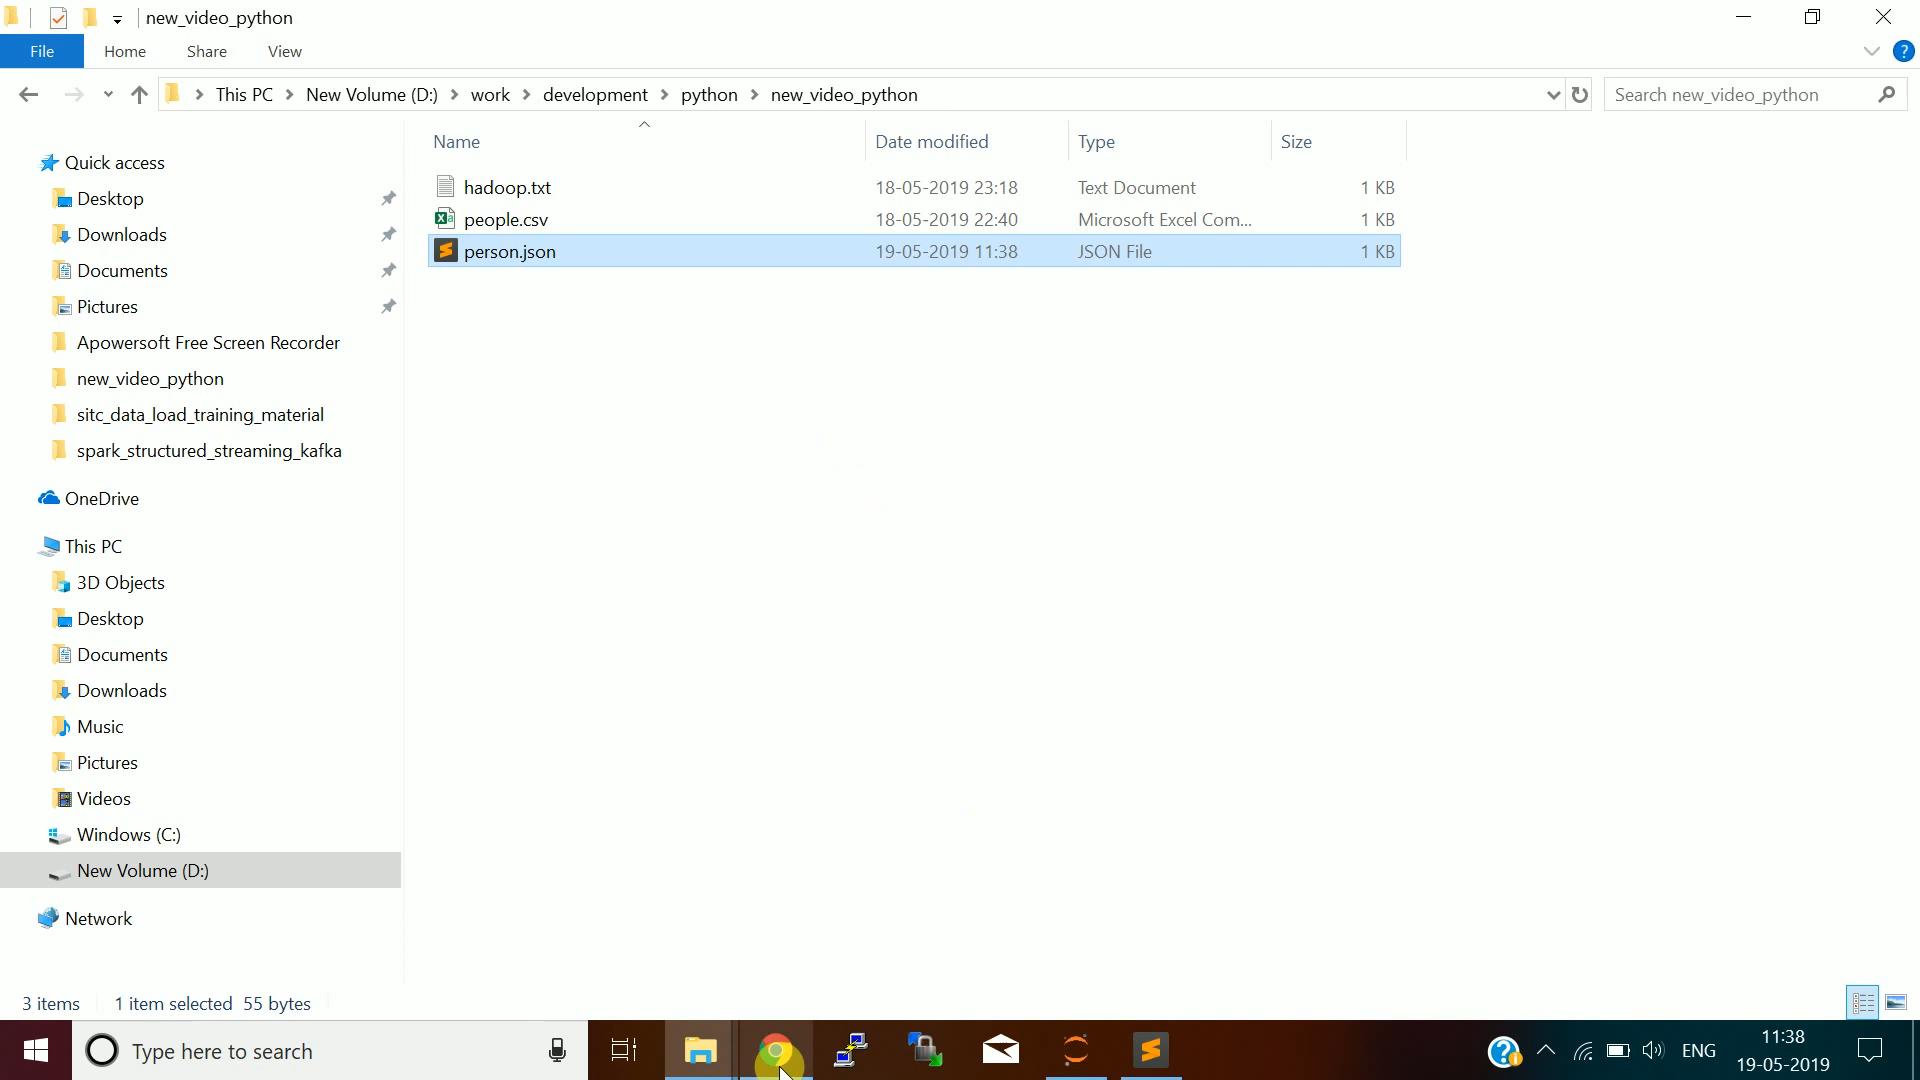 new_video_python
File Home Share View
This PC New Volume (D:) work development python new_video_python
Search new_video_python
Name Date modified Type Size
hadoop.txt 18-05-2019 23:18 Text Document 1 KB
people.csv 18-05-2019 22:40 Microsoft Excel Com... 1 KB
person.json 19-05-2019 11:38 JSON File 1 KB
Quick access
Desktop
Downloads
Documents
Pictures
Apowersoft Free Screen Recorder
new_video_python
sitc_data_load_training_material
spark_structured_streaming_kafka
OneDrive
This PC
3D Objects
Desktop
Documents
Downloads
Music
Pictures
Videos
Windows (C:)
New Volume (D:)
Network
3 items 1 item selected 55 bytes
Type here to search
ENG
11:38
19-05-2019